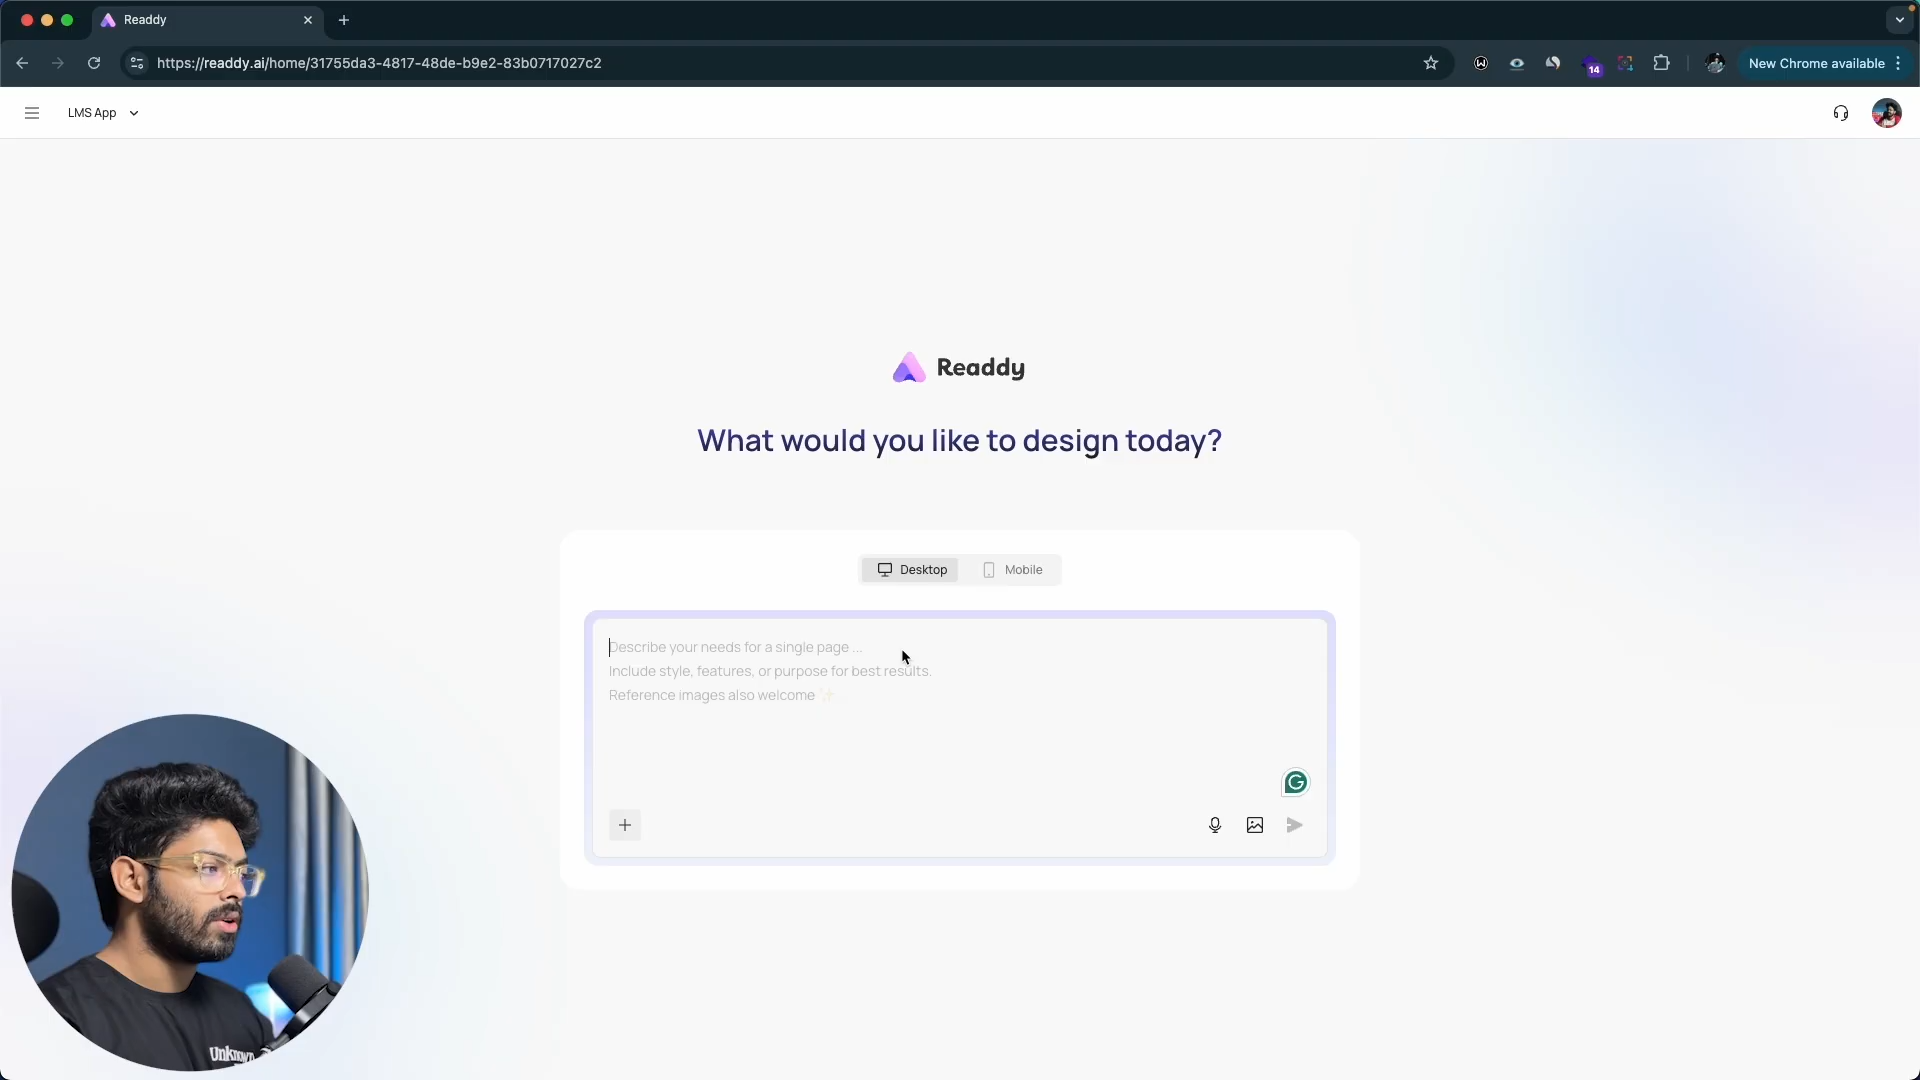 Readdy
https://readdy.ai/home/31755da3-4817-48de-b9e2-83b0717027c2
14
New Chrome available
LMS App
Readdy
What would you like to design today?
Desktop
Mobile
Describe your needs for a single page ...
Include style, features, or purpose for best results.
Reference images also welcome ✨
Unknown